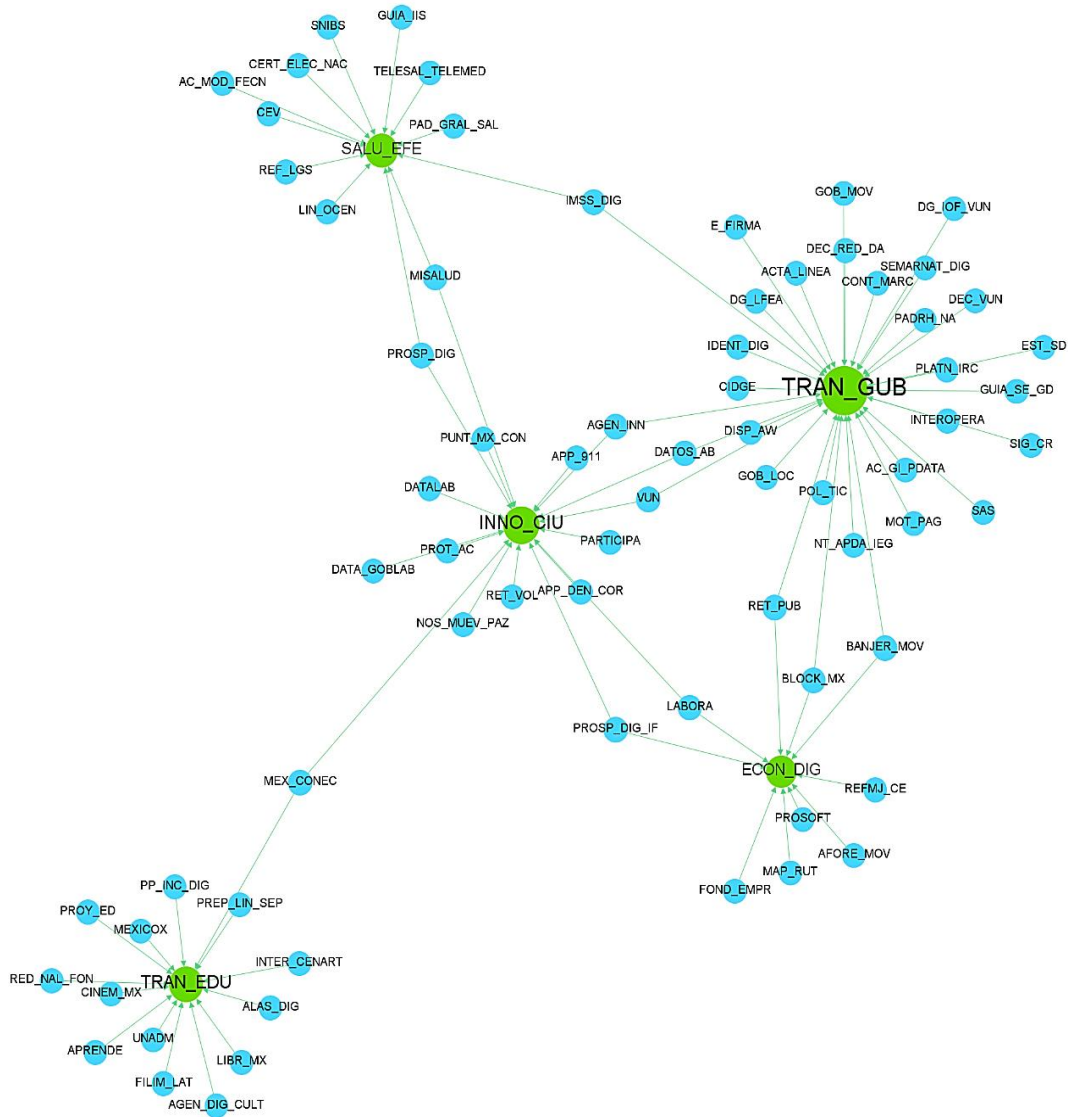 GUIA_IIS
SNIBS
CERT_ELEC_NAC
TELESAL_TELEMED
AC_MOD_FECN
CEV
PAD_GRAL_SAL
SALU_EFE
REF_LGS
LIN_OCEN
IMSS_DIG
GOB_MOV
DG_IOF_VUN
E_FIRMA
DEC_RED_DA
SEMARNAT_DIG
ACTA_LINEA
CONT_MARC
MISALUD
DG_LFEA
DEC_VUN
PADRH_NA
IDENT_DIG
EST_SD
PROSP_DIG
PLATN_IRC
CIDGE
TRAN_GUB
GUIA_SE_GD
INTEROPERA
AGEN_INN
DISP_AW
PUNT_MX_CON
SIG_CR
DATOS_AB
APP_911
AC_GI_PDATA
GOB_LOC
DATALAB
POL_TIC
VUN
SAS
INNO_CIU
MOT_PAG
PARTICIPA
NT_APDA_IEG
PROT_AC
DATA_GOBLAB
RET_VOL
APP_DEN_COR
RET_PUB
NOS_MUEV_PAZ
BANJER_MOV
BLOCK_MX
LABORA
PROSP_DIG_IF
ECON_DIG
MEX_CONEC
REFMJ_CE
PROSOFT
AFORE_MOV
MAP_RUT
FOND_EMPR
PP_INC_DIG
PREP_LIN_SEP
PROY_ED
MEXICOX
INTER_CENART
RED_NAL_FON
TRAN_EDU
CINEM_MX
ALAS_DIG
UNADM
APRENDE
LIBR_MX
FILIM_LAT
AGEN_DIG_CULT